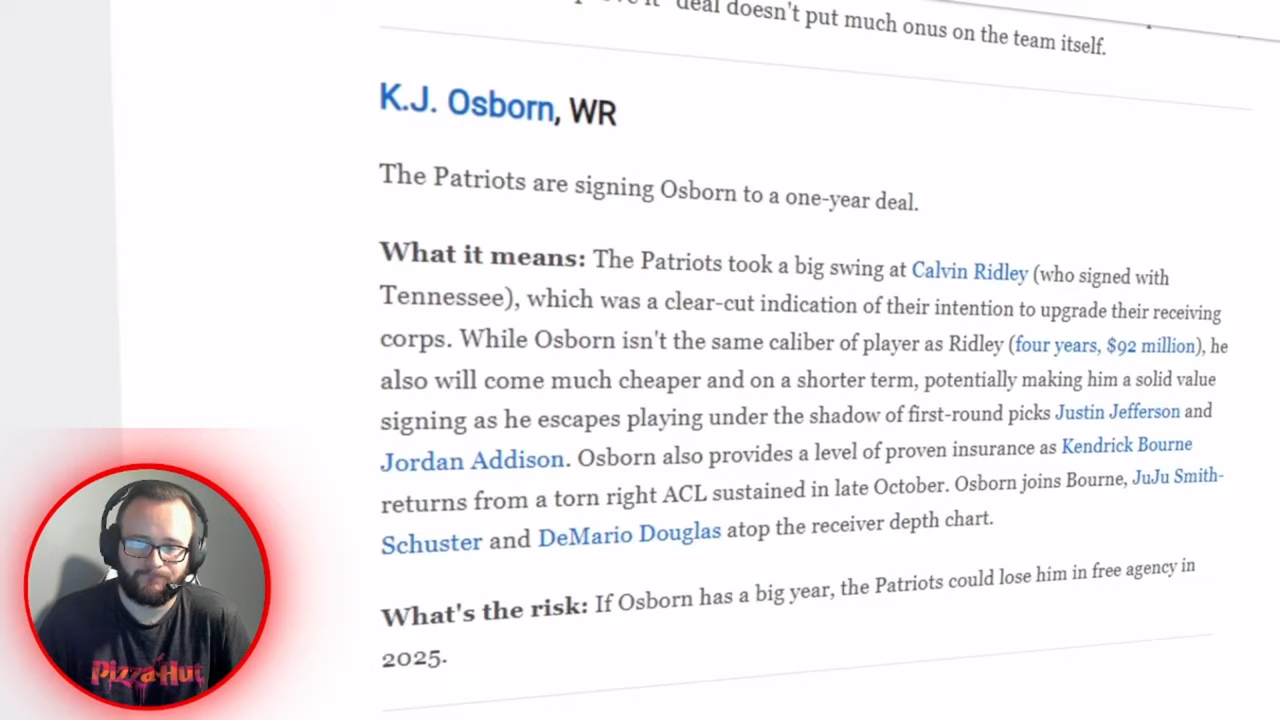 deal doesn't put much onus on the team itself.
K.J. Osborn, WR
The Patriots are signing Osborn to a one-year deal.
What it means: The Patriots took a big swing at Calvin Ridley (who signed with
Tennessee), which was a clear-cut indication of their intention to upgrade their receiving
corps. While Osborn isn't the same caliber of player as Ridley (four years, $92 million), he
also will come much cheaper and on a shorter term, potentially making him a solid value
signing as he escapes playing under the shadow of first-round picks Justin Jefferson and
Jordan Addison. Osborn also provides a level of proven insurance as Kendrick Bourne
returns from a torn right ACL sustained in late October. Osborn joins Bourne, JuJu Smith-
Schuster and DeMario Douglas atop the receiver depth chart.
What's the risk: If Osborn has a big year, the Patriots could lose him in free agency in
2025.
Pizza Hut